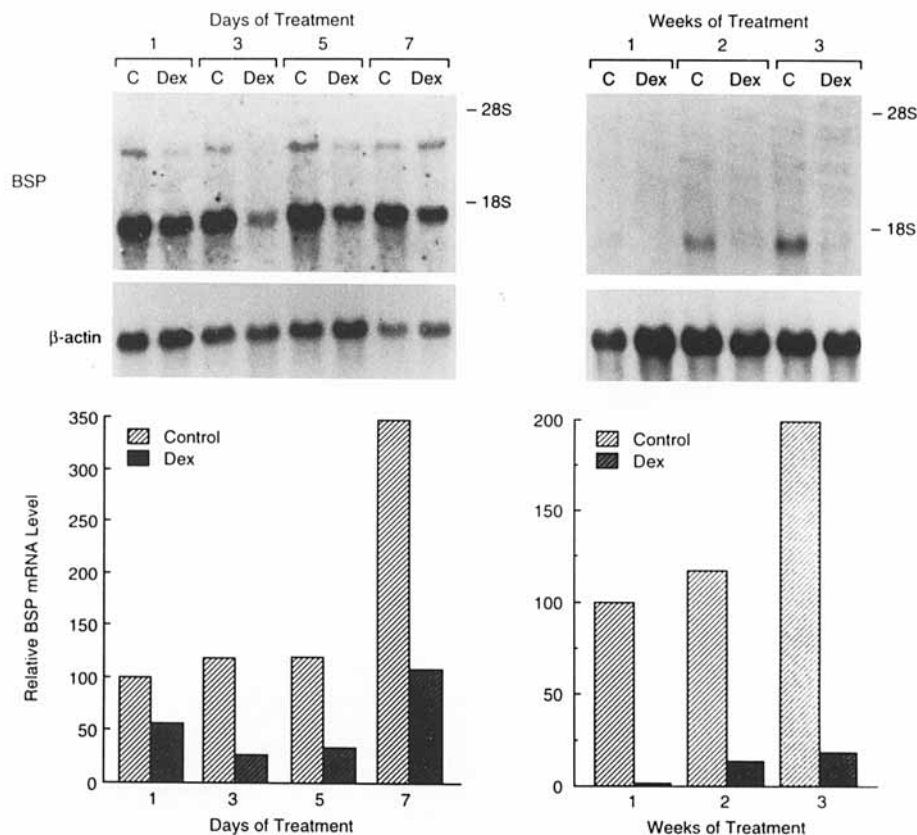 Days of Treatment
1 3 5 7
C Dex C Dex C Dex C Dex
BSP
– 28S
– 18S
β-actin
Weeks of Treatment
1 2 3
C Dex C Dex C Dex
– 28S
– 18S
Relative BSP mRNA Level
350
300
250
200
150
100
50
0
Control
Dex
1 3 5 7
Days of Treatment
200
150
100
50
0
Control
Dex
1 2 3
Weeks of Treatment